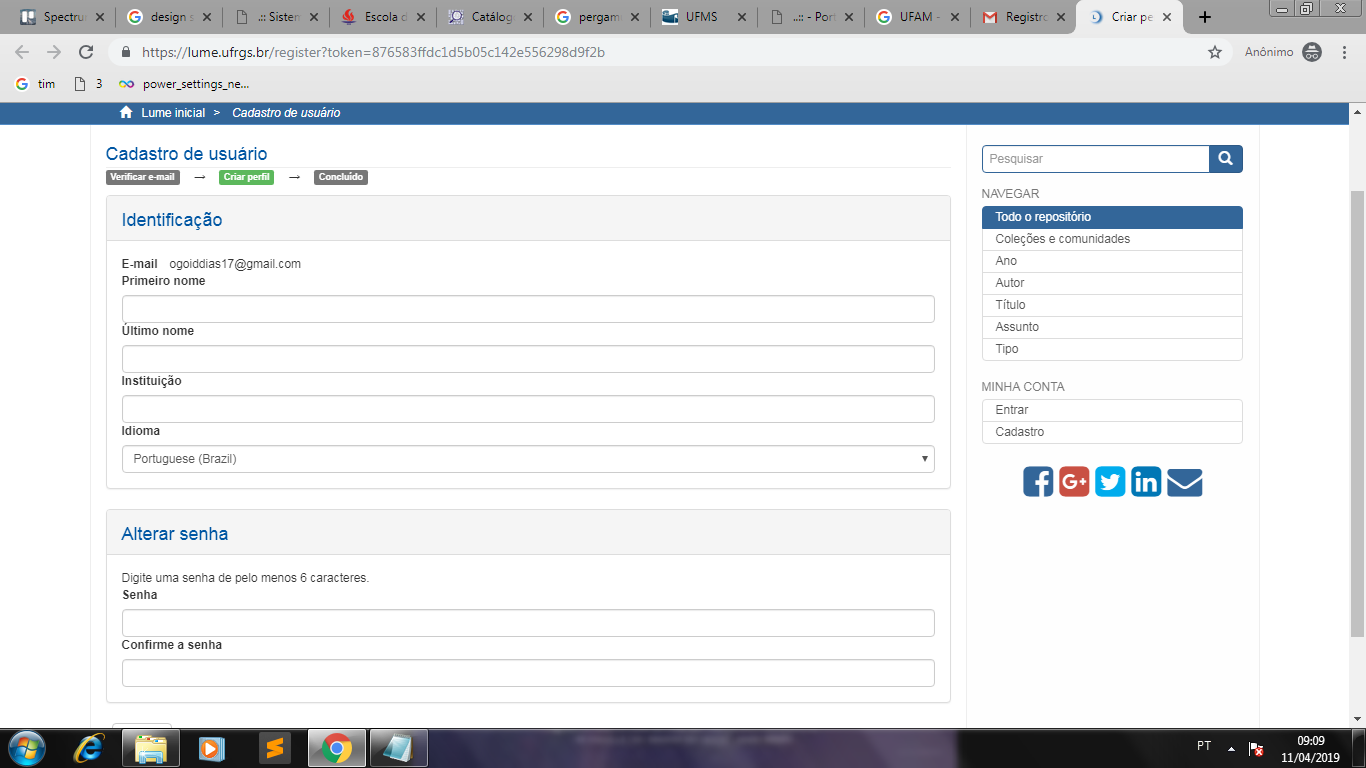 Spectru
design s
.:: Sistem
Escola d
Catálog
pergam
UFMS
..:: - Port
UFAM -
Registro
Criar pe
https://lume.ufrgs.br/register?token=876583ffdc1d5b05c142e556298d9f2b
Anônimo
tim
3
power_settings_ne...
Lume inicial > Cadastro de usuário
Cadastro de usuário
Verificar e-mail → Criar perfil → Concluído
Identificação
E-mail ogoiddias17@gmail.com
Primeiro nome
Último nome
Instituição
Idioma
Portuguese (Brazil)
Alterar senha
Digite uma senha de pelo menos 6 caracteres.
Senha
Confirme a senha
Pesquisar
NAVEGAR
Todo o repositório
Coleções e comunidades
Ano
Autor
Título
Assunto
Tipo
MINHA CONTA
Entrar
Cadastro
PT
09:09
11/04/2019